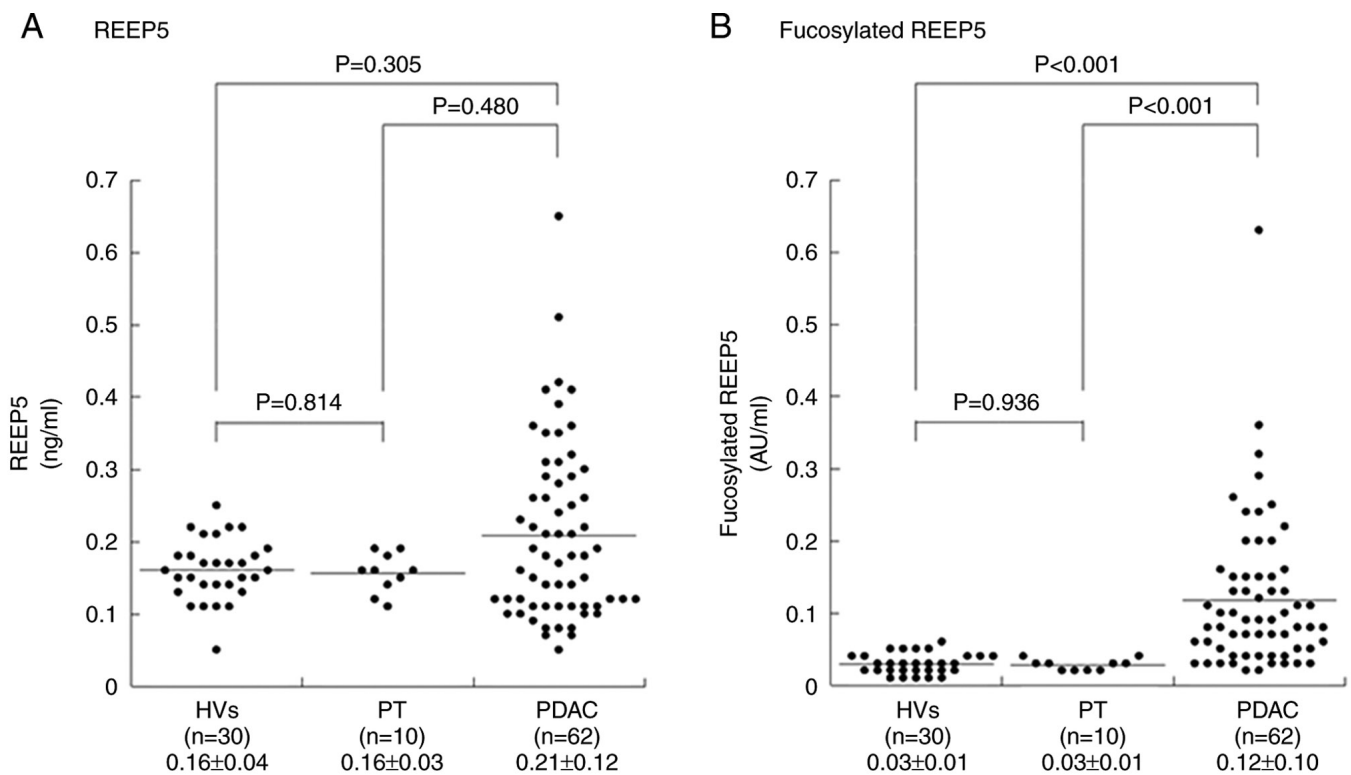 A REEP5
P=0.305
P=0.480
0.7
0.6
0.5
0.4
P=0.814
0.3
0.2
0.1
0
REEP5
(ng/ml)
HVs PT PDAC
(n=30) (n=10) (n=62)
0.16±0.04 0.16±0.03 0.21±0.12
B Fucosylated REEP5
P<0.001
P<0.001
0.7
0.6
0.5
0.4
P=0.936
0.3
0.2
0.1
0
Fucosylated REEP5
(AU/ml)
HVs PT PDAC
(n=30) (n=10) (n=62)
0.03±0.01 0.03±0.01 0.12±0.10